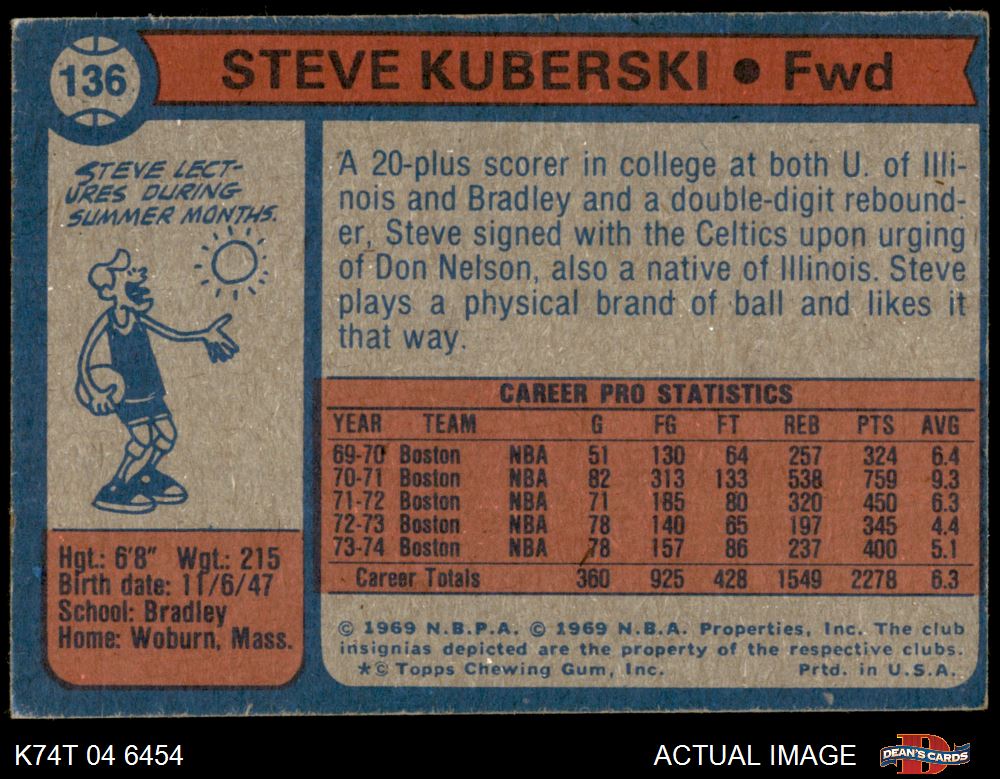 136
STEVE KUBERSKI ● Fwd
STEVE LECT-
URES DURING
SUMMER MONTHS.
A 20-plus scorer in college at both U. of Illi-
nois and Bradley and a double-digit rebound-
er, Steve signed with the Celtics upon urging
of Don Nelson, also a native of Illinois. Steve
plays a physical brand of ball and likes it
that way.
CAREER PRO STATISTICS
YEAR TEAM G FG FT REB PTS AVG
69-70 Boston NBA 51 130 64 257 324 6.4
70-71 Boston NBA 82 313 133 538 759 9.3
71-72 Boston NBA 71 185 80 320 450 6.3
72-73 Boston NBA 78 140 65 197 345 4.4
73-74 Boston NBA 78 157 86 237 400 5.1
Career Totals 360 925 428 1549 2278 6.3
Hgt.: 6'8" Wgt.: 215
Birth date: 11/6/47
School: Bradley
Home: Woburn, Mass.
© 1969 N.B.P.A. © 1969 N.B.A. Properties, Inc. The club
insignias depicted are the property of the respective clubs.
*© Topps Chewing Gum, Inc. Prtd. in U.S.A.
K74T 04 6454 ACTUAL IMAGE DEAN'S CARDS